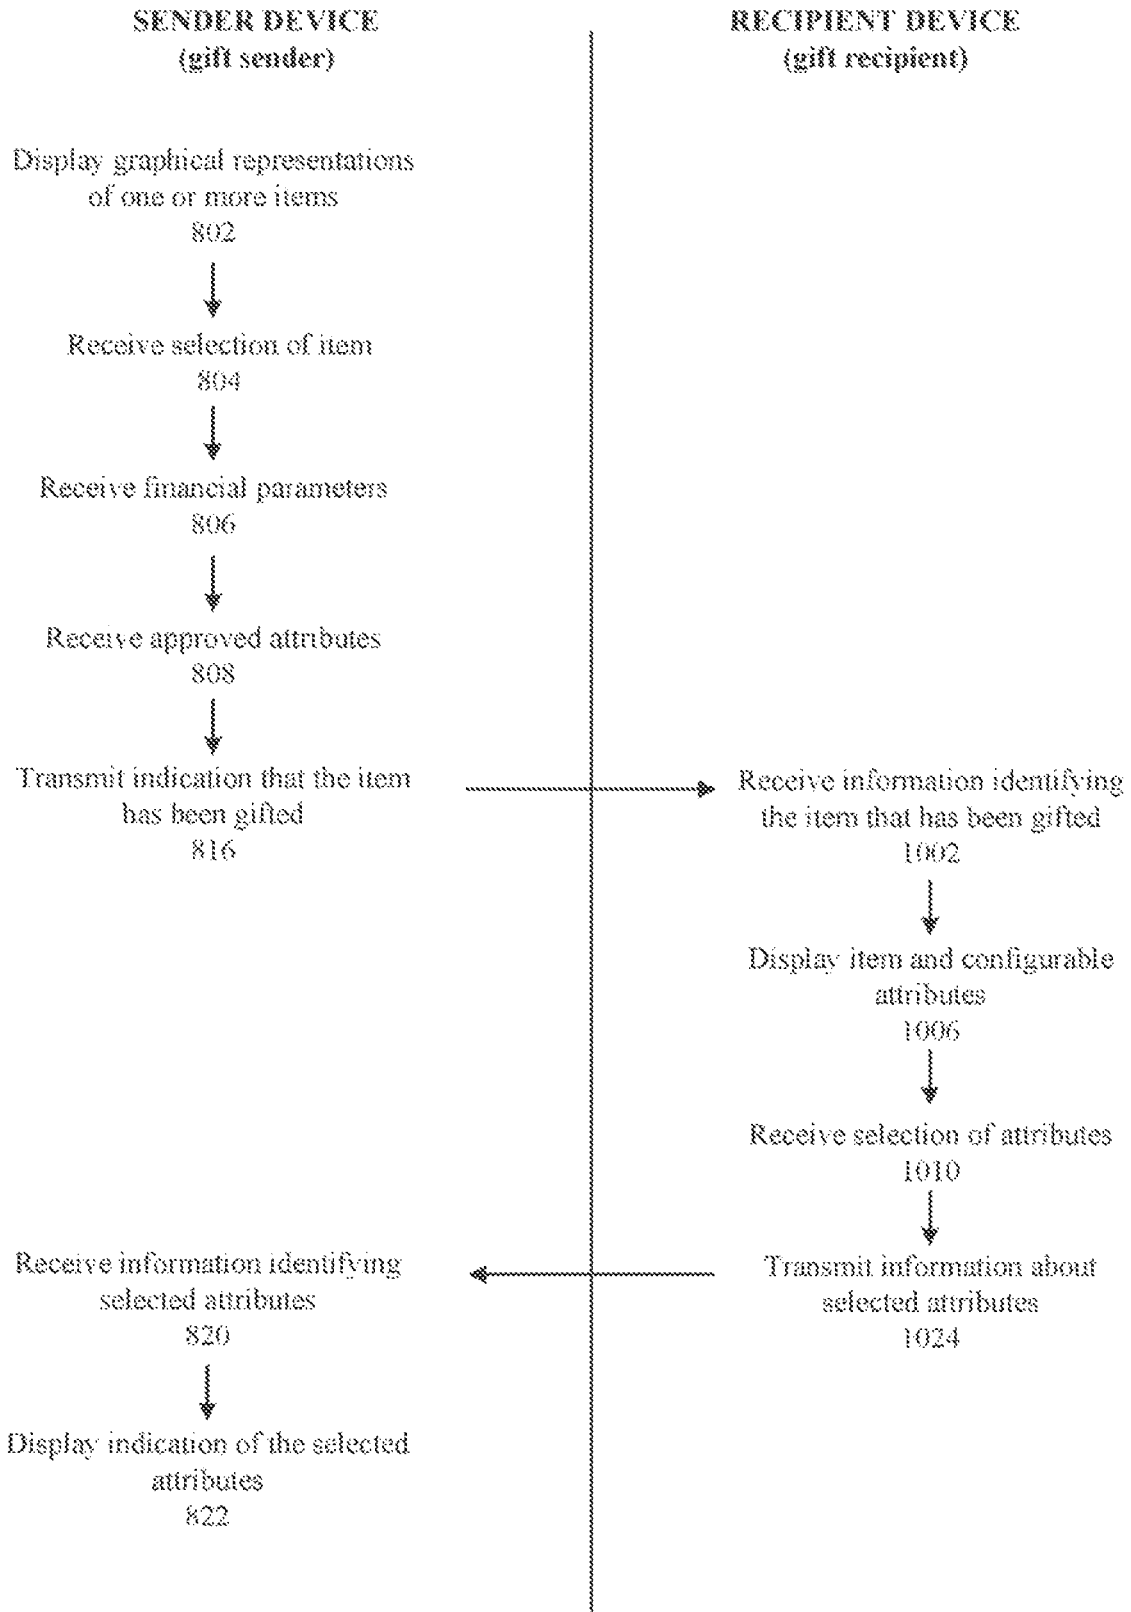 SENDER DEVICE
(gift sender)
Display graphical representations
of one or more items
802
Receive selection of item
804
Receive financial parameters
806
Receive approved attributes
808
Transmit indication that the item
has been gifted
816
Receive information identifying
selected attributes
820
Display indication of the selected
attributes
822
RECIPIENT DEVICE
(gift recipient)
Receive information identifying
the item that has been gifted
1002
Display item and configurable
attributes
1006
Receive selection of attributes
1010
Transmit information about
selected attributes
1024